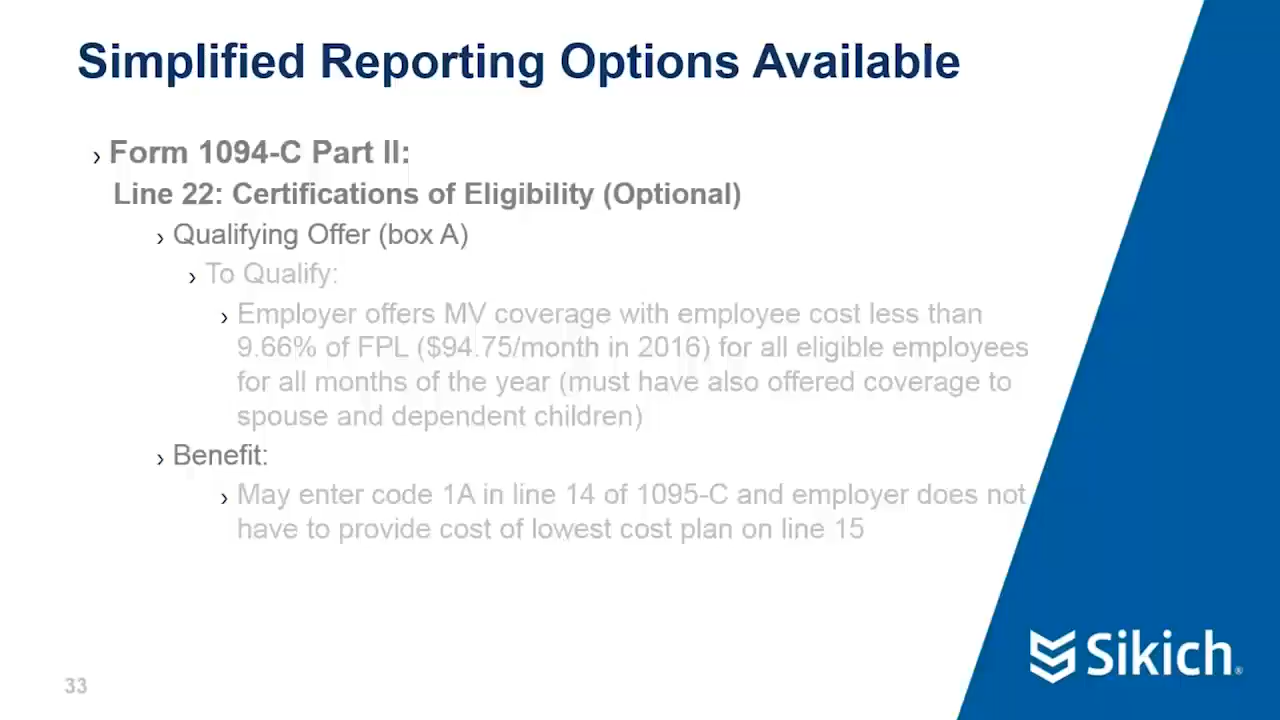 Simplified Reporting Options Available
› Form 1094-C Part II:
Line 22: Certifications of Eligibility (Optional)
› Qualifying Offer (box A)
› To Qualify:
› Employer offers MV coverage with employee cost less than
9.66% of FPL ($94.75/month in 2016) for all eligible employees
for all months of the year (must have also offered coverage to
spouse and dependent children)
› Benefit:
› May enter code 1A in line 14 of 1095-C and employer does not
have to provide cost of lowest cost plan on line 15
Sikich®
33